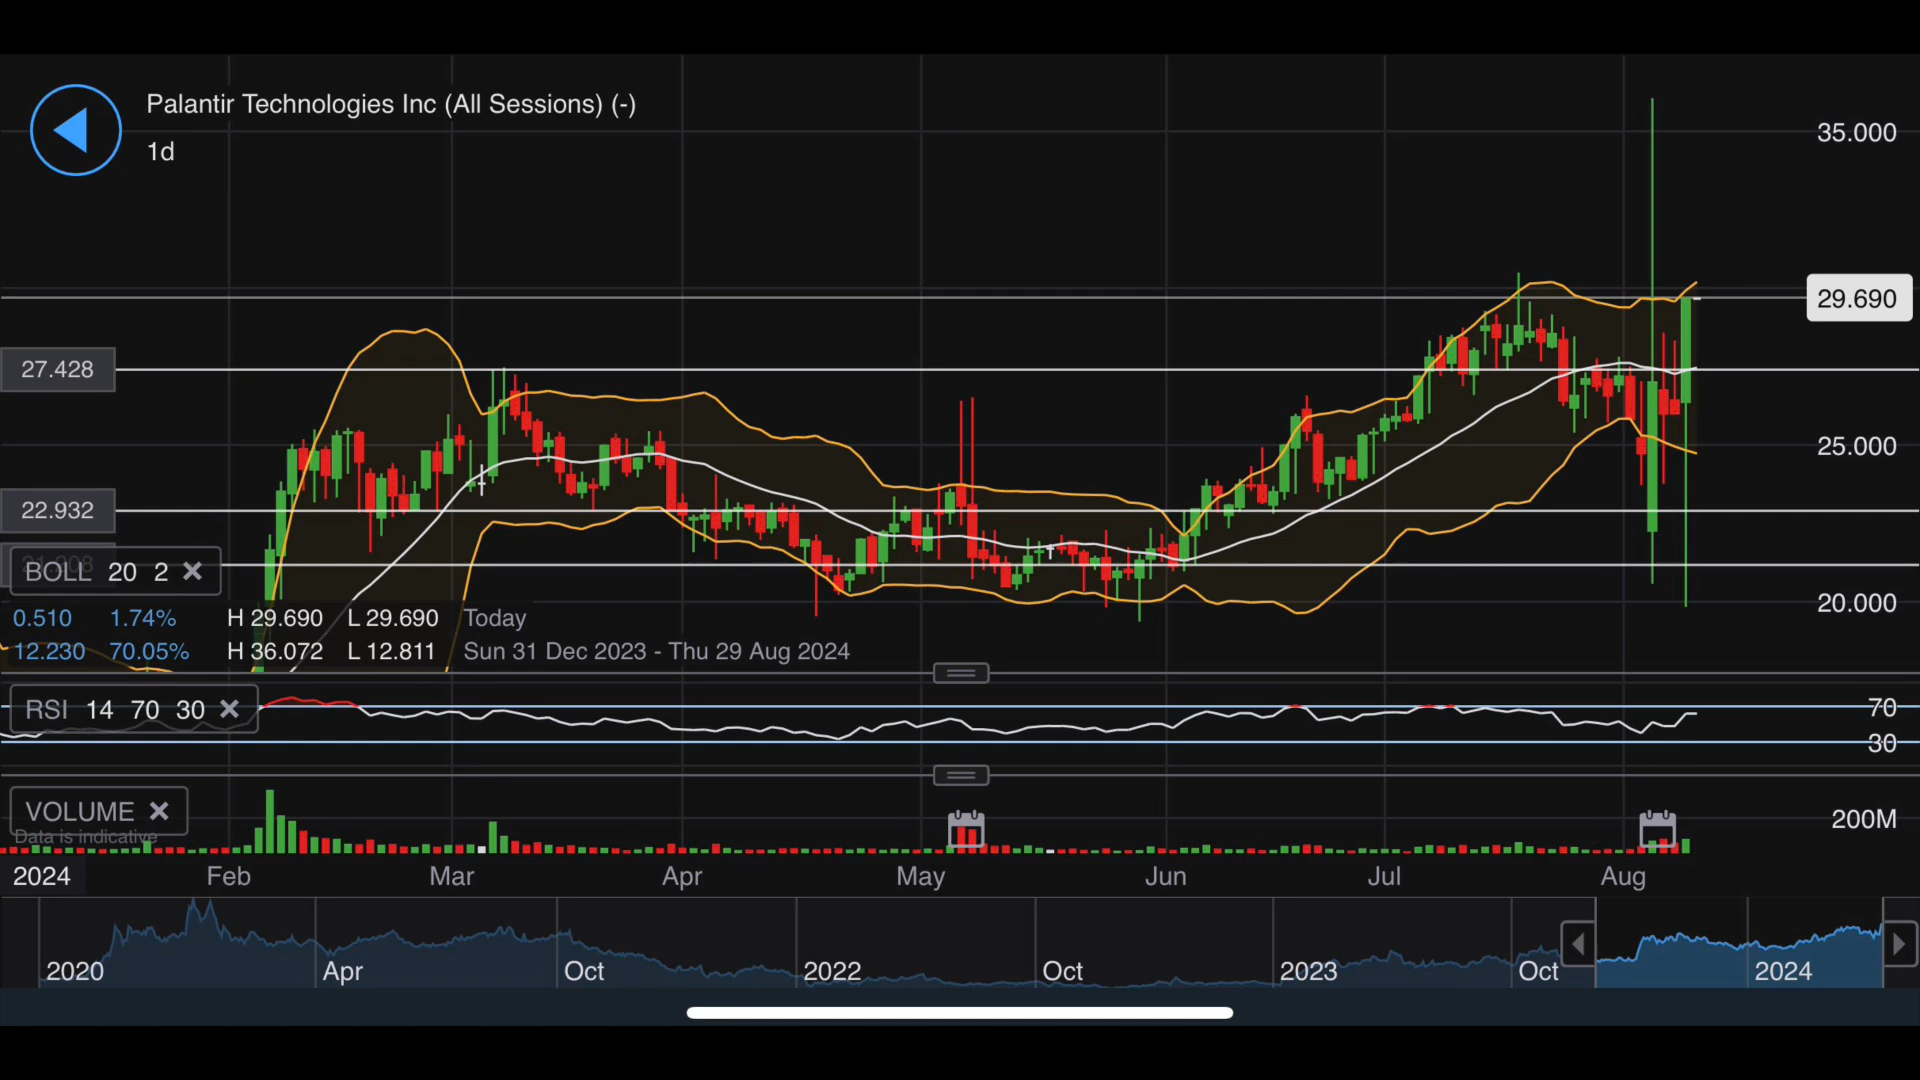 Palantir Technologies Inc (All Sessions) (-)
1d
35.000
29.690
27.428
25.000
22.932
BOLL 20 2
20.000
0.510 1.74% H 29.690 L 29.690 Today
12.230 70.05% H 36.072 L 12.811 Sun 31 Dec 2023 - Thu 29 Aug 2024
RSI 14 70 30
70
30
VOLUME
Data is indicative
200M
2024 Feb Mar Apr May Jun Jul Aug
2020 Apr Oct 2022 Oct 2023 Oct 2024